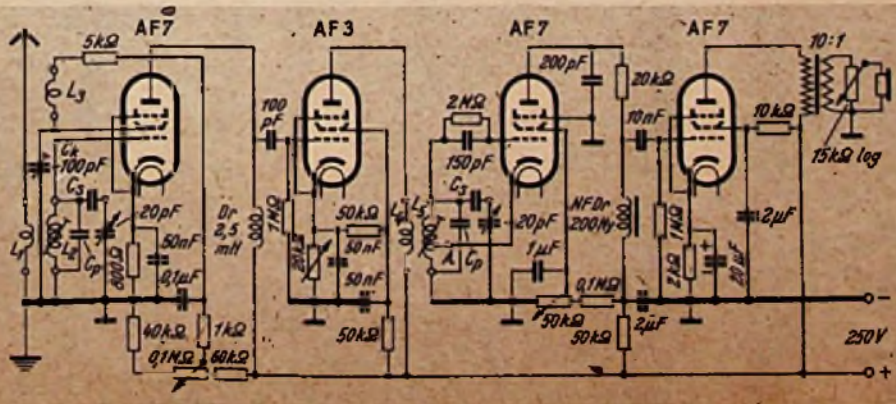 AF7
AF3
AF7
AF7
10:1
5kΩ
L3
Ck
100pF
C3
20pF
L1
L2
Cp
800Ω
50nF
0,1µF
40kΩ
1kΩ
0,1MΩ
60kΩ
Dr
2,5
mH
100
pF
1MΩ
20kΩ
50kΩ
50nF
50nF
50kΩ
L5
2MΩ
150pF
C3
20pF
A
Cp
1µF
200pF
20kΩ
10nF
NFDr
200Hy
0,1MΩ
50kΩ
50kΩ
2µF
1MΩ
2kΩ
+
20µF
10kΩ
2µF
15kΩ log
−
250V
+